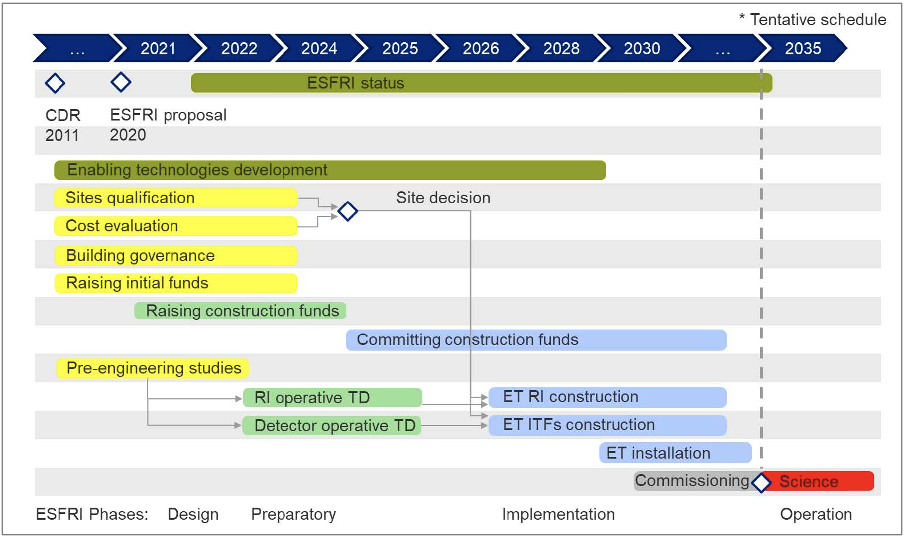 * Tentative schedule
... 2021 2022 2024 2025 2026 2028 2030 ... 2035
ESFRI status
CDR
2011
ESFRI proposal
2020
Enabling technologies development
Sites qualification
Site decision
Cost evaluation
Building governance
Raising initial funds
Raising construction funds
Committing construction funds
Pre-engineering studies
RI operative TD
ET RI construction
Detector operative TD
ET ITFs construction
ET installation
Commissioning
Science
ESFRI Phases: Design Preparatory Implementation Operation